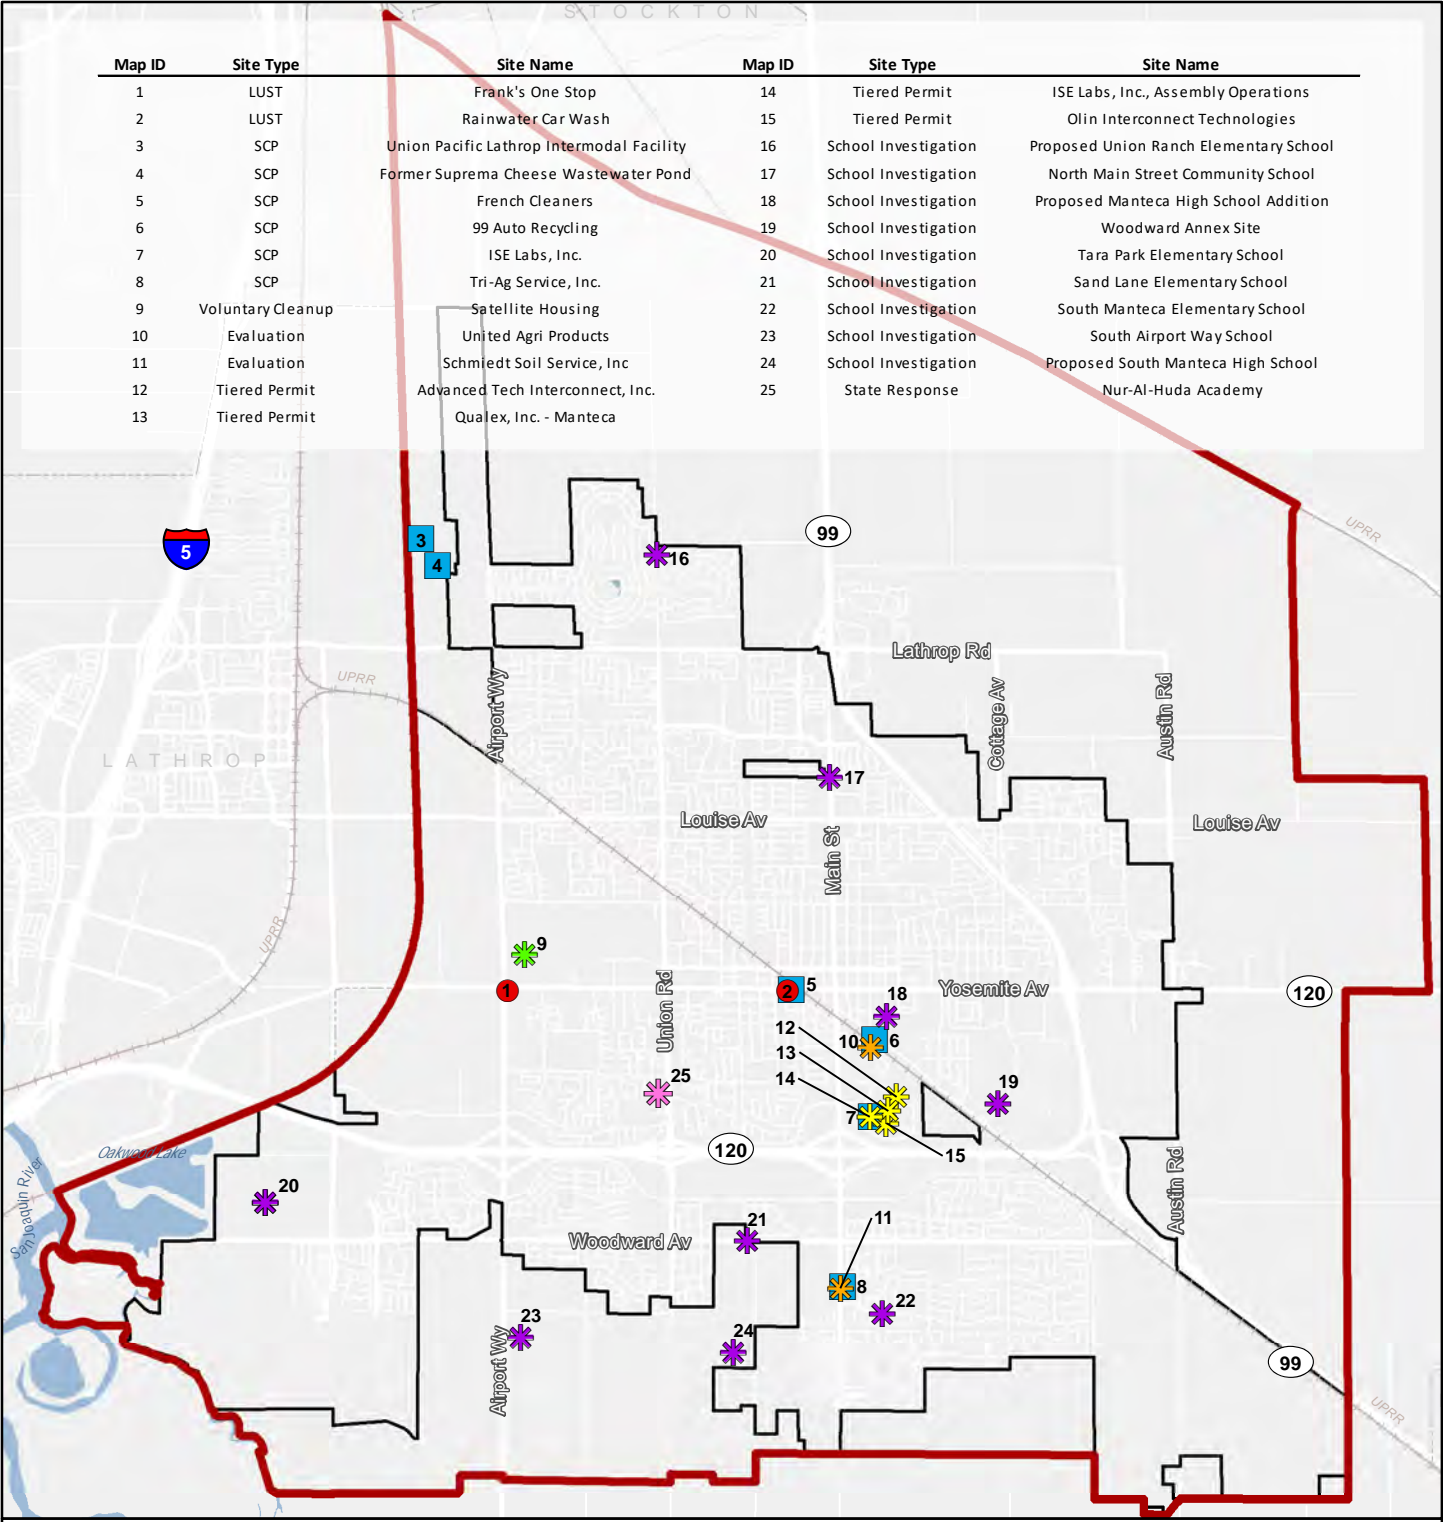 STOCKTON
Map ID Site Type Site Name Map ID Site Type Site Name
1 LUST Frank's One Stop 14 Tiered Permit ISE Labs, Inc., Assembly Operations
2 LUST Rainwater Car Wash 15 Tiered Permit Olin Interconnect Technologies
3 SCP Union Pacific Lathrop Intermodal Facility 16 School Investigation Proposed Union Ranch Elementary School
4 SCP Former Suprema Cheese Wastewater Pond 17 School Investigation North Main Street Community School
5 SCP French Cleaners 18 School Investigation Proposed Manteca High School Addition
6 SCP 99 Auto Recycling 19 School Investigation Woodward Annex Site
7 SCP ISE Labs, Inc. 20 School Investigation Tara Park Elementary School
8 SCP Tri-Ag Service, Inc. 21 School Investigation Sand Lane Elementary School
9 Voluntary Cleanup Satellite Housing 22 School Investigation South Manteca Elementary School
10 Evaluation United Agri Products 23 School Investigation South Airport Way School
11 Evaluation Schmiedt Soil Service, Inc 24 School Investigation Proposed South Manteca High School
12 Tiered Permit Advanced Tech Interconnect, Inc. 25 State Response Nur-Al-Huda Academy
13 Tiered Permit Qualex, Inc. - Manteca
UPRR
99
3
5
4
16
Lathrop Rd
UPRR
Airport Wy
Cottage Av
Austin Rd
LATHROP
17
Louise Av
Louise Av
Main St
UPRR
9
1
2
5
Yosemite Av
120
18
Union Rd
12
10
6
13
14
25
19
7
120
15
Oakwood Lake
San Joaquin River
20
Austin Rd
21
11
Woodward Av
8
22
23
24
Airport Wy
99
UPRR